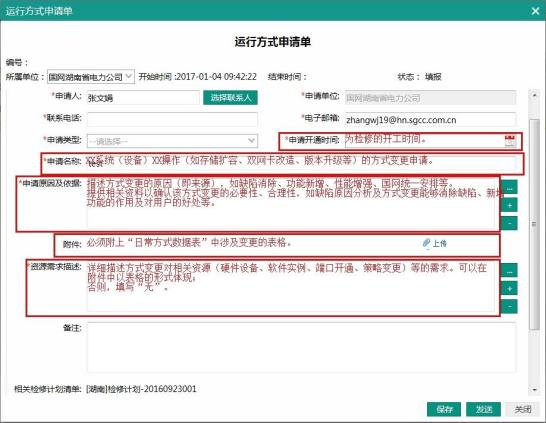 运行方式申请单
运行方式申请单
编号：
所属单位： 国网湖南省电力公司 开始时间 :2017-01-04 09:42:22 结束时间： 状态： 填报
*申请人: 张文娟 选择联系人 *申请单位: 国网湖南省电力公司
*联系电话: *电子邮箱: zhangwj19@hn.sgcc.com.cn
*申请类型: ---请选择--- *申请开通时间: 为检修的开工时间。
*申请名称: XX系统（设备）XX操作（如存储扩容、双网卡改造、版本升级等）的方式变更申请。
*申请原因及依据: 描述方式变更的原因（即来源），如缺陷消除、功能新增、性能增强、国网统一安排等。
提供相关资料以确认该方式变更的必要性、合理性，如缺陷原因分析及方式变更能够消除缺陷、新增
功能的作用及对用户的好处等。
...
+
-
附件: 必须附上“日常方式数据表”中涉及变更的表格。 上传
*资源需求描述: 详细描述方式变更对相关资源（硬件设备、软件实例、端口开通、策略变更）等的需求。可以在
附件中以表格的形式体现；
否则，填写“无”。
...
+
-
备注:
相关检修计划清单: [湖南]检修计划-20160923001
保存 发送 关闭